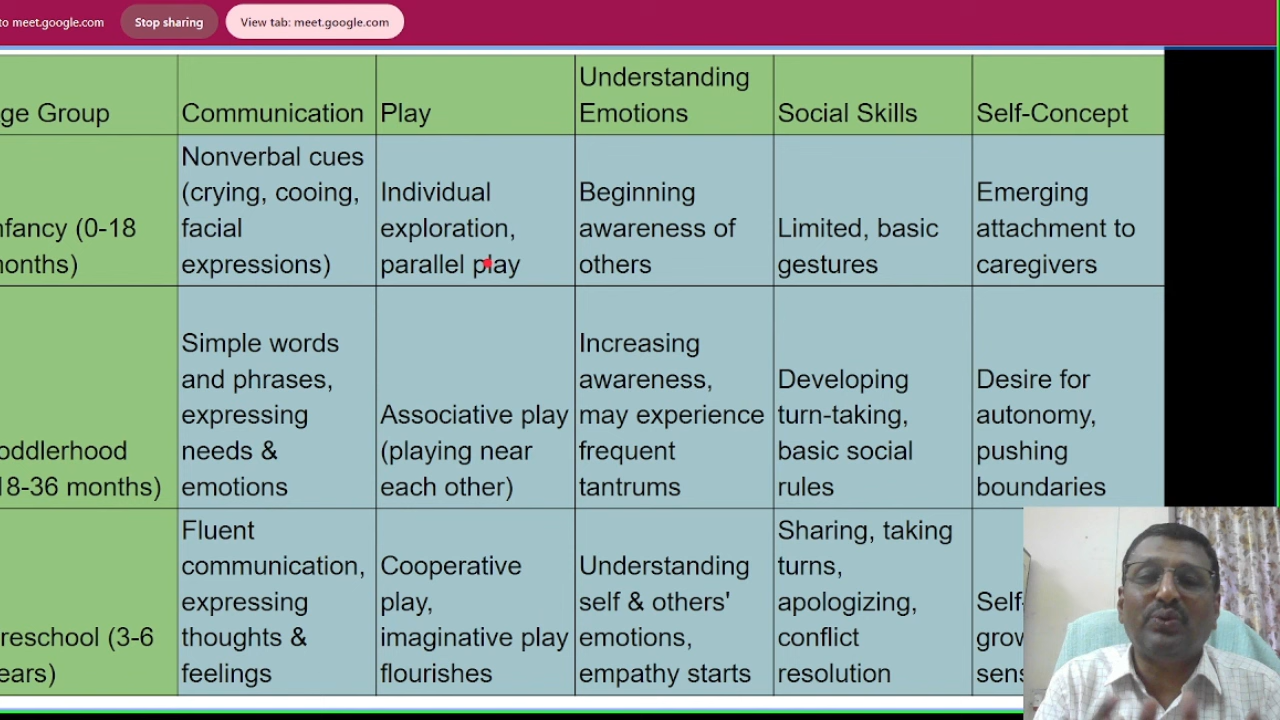 to meet.google.com
Stop sharing
View tab: meet.google.com
ge Group
Communication
Play
Understanding
Emotions
Social Skills
Self-Concept
nfancy (0-18
nonths)
Nonverbal cues
(crying, cooing,
facial
expressions)
Individual
exploration,
parallel play
Beginning
awareness of
others
Limited, basic
gestures
Emerging
attachment to
caregivers
oddlerhood
18-36 months)
Simple words
and phrases,
expressing
needs &
emotions
Associative play
(playing near
each other)
Increasing
awareness,
may experience
frequent
tantrums
Developing
turn-taking,
basic social
rules
Desire for
autonomy,
pushing
boundaries
reschool (3-6
ears)
Fluent
communication,
expressing
thoughts &
feelings
Cooperative
play,
imaginative play
flourishes
Understanding
self & others'
emotions,
empathy starts
Sharing, taking
turns,
apologizing,
conflict
resolution
Self-
grow
sens